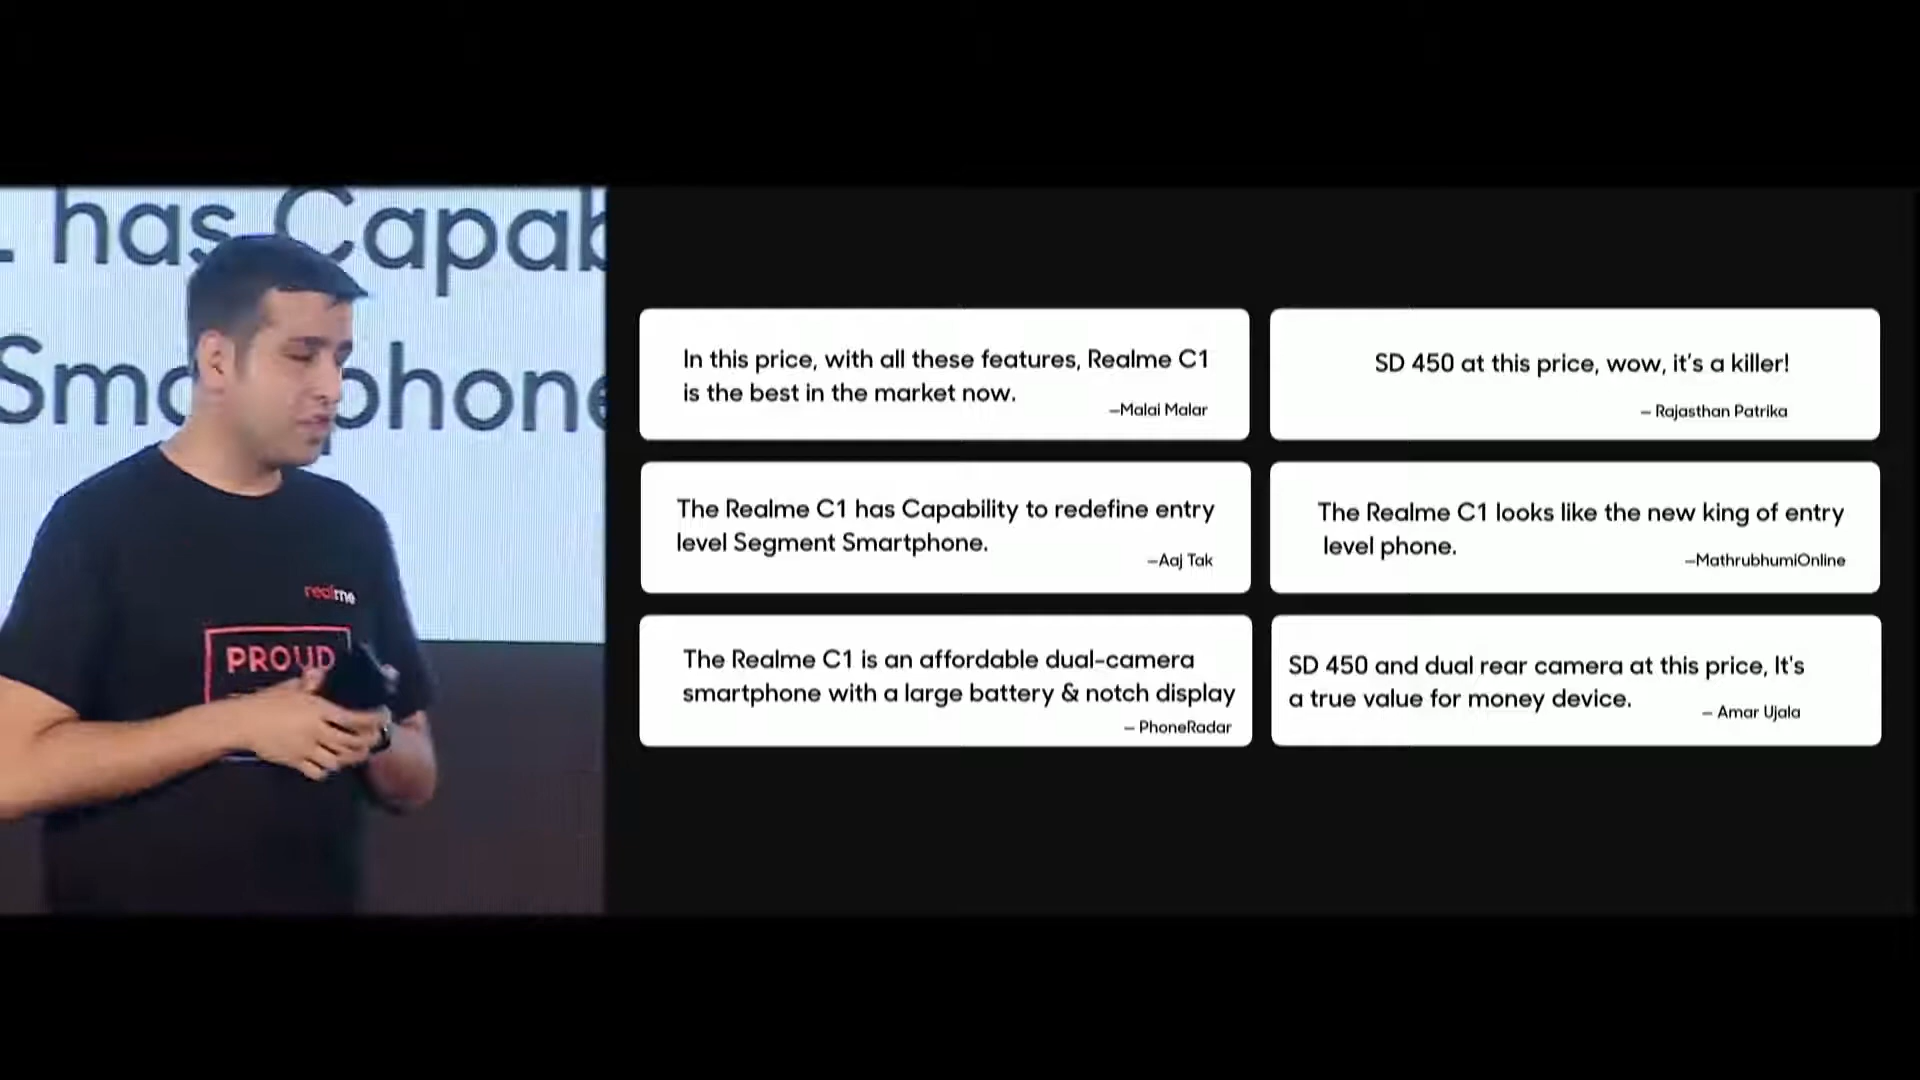 has Capab
Smartphone
realme
PROUD
In this price, with all these features, Realme C1
is the best in the market now.
—Malai Malar
SD 450 at this price, wow, it's a killer!
— Rajasthan Patrika
The Realme C1 has Capability to redefine entry
level Segment Smartphone.
—Aaj Tak
The Realme C1 looks like the new king of entry
level phone.
—MathrubhumiOnline
The Realme C1 is an affordable dual-camera
smartphone with a large battery & notch display
— PhoneRadar
SD 450 and dual rear camera at this price, It's
a true value for money device.
— Amar Ujala